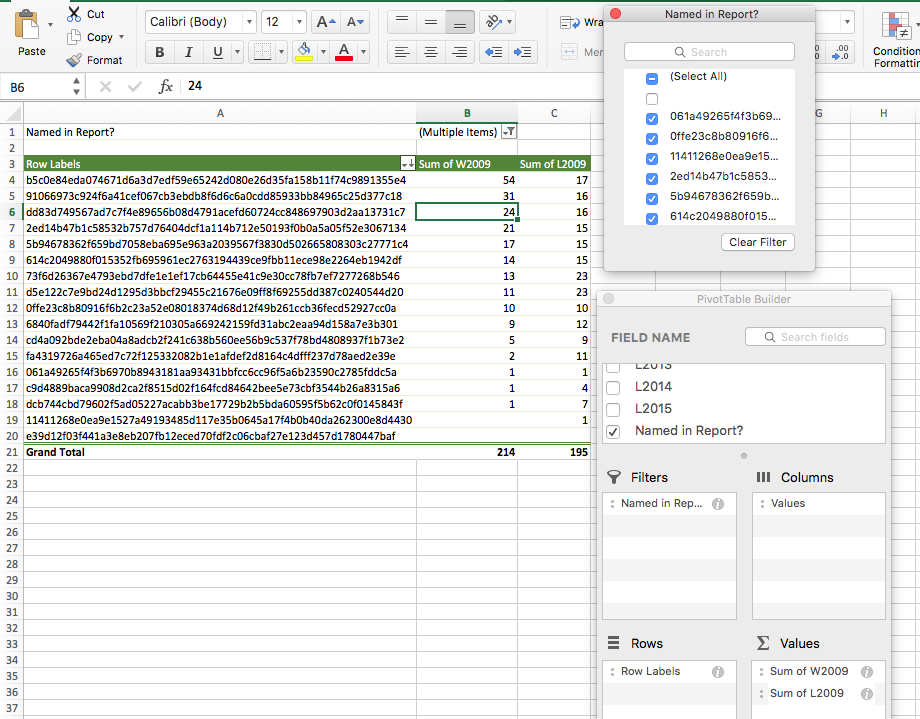 Cut
Copy
Format
Paste
Calibri (Body)
12
A
A
B
I
U
A
Wra
Mer
.00
.0
Condition
Formattin
B6
fx
24
A
B
C
G
H
1 Named in Report? (Multiple Items)
2
3 Row Labels Sum of W2009 Sum of L2009
4 b5c0e84eda074671d6a3d7edf59e65242d080e26d35fa158b11f74c9891355e4 54 17
5 91066973c924f6a41cef067cb3ebdb8f6d6c6a0cdd85933bb84965c25d377c18 31 16
6 dd83d749567ad7c7f4e89656b08d4791acefd60724cc848697903d2aa13731c7 24 16
7 2ed14b47b1c58532b757d76404dcf1a114b712e50193f0b0a5a05f52e3067134 21 15
8 5b94678362f659bd7058eba695e963a2039567f3830d502665808303c27771c4 17 15
9 614c2049880f015352fb695961ec2763194439ce9fbb11ece98e2264eb1942df 14 15
10 73f6d26367e4793ebd7dfe1e1ef17cb64455e41c9e30cc78fb7ef7277268b546 13 23
11 d5e122c7e9bd24d1295d3bbcf29455c21676e09ff8f69255dd387c0240544d20 11 23
12 0ffe23c8b80916f6b2c23a52e08018374d68d12f49b261ccb36fecd52927cc0a 10 10
13 6840fadf79442f1fa10569f210305a669242159fd31abc2eaa94d158a7e3b301 9 12
14 cd4a092bde2eba04a8adcb2f241c638b560ee56b9c537f78bd4808937f1b73e2 5 9
15 fa4319726a465ed7c72f125332082b1e1afdef2d8164c4dfff237d78aed2e39e 2 11
16 061a49265f4f3b6970b8943181aa93431bbfcc6cc96f5a6b23590c2785fddc5a 1 1
17 c9d4889baca9908d2ca2f8515d02f164fcd84642bee5e73cbf3544b26a8315a6 1 4
18 dcb744cbd79602f5ad05227acabb3be17729b2b5bda60595f5b62c0f0145843f 1 7
19 11411268e0ea9e1527a49193485d117e35b0645a17f4b0b40da262300e8d4430 1
20 e39d12f03f441a3e8eb207fb12eced70fdf2c06cbaf27e123d457d1780447baf
21 Grand Total 214 195
22
23
24
25
26
27
28
29
30
31
32
33
34
35
36
37
Named in Report?
Search
(Select All)
061a49265f4f3b69...
0ffe23c8b80916f6...
11411268e0ea9e15...
2ed14b47b1c5853...
5b94678362f659b...
614c2049880f015...
Clear Filter
PivotTable Builder
FIELD NAME
Search fields
L2013
L2014
L2015
Named in Report?
Filters
Columns
Named in Rep...
Values
Rows
Values
Row Labels
Sum of W2009
Sum of L2009